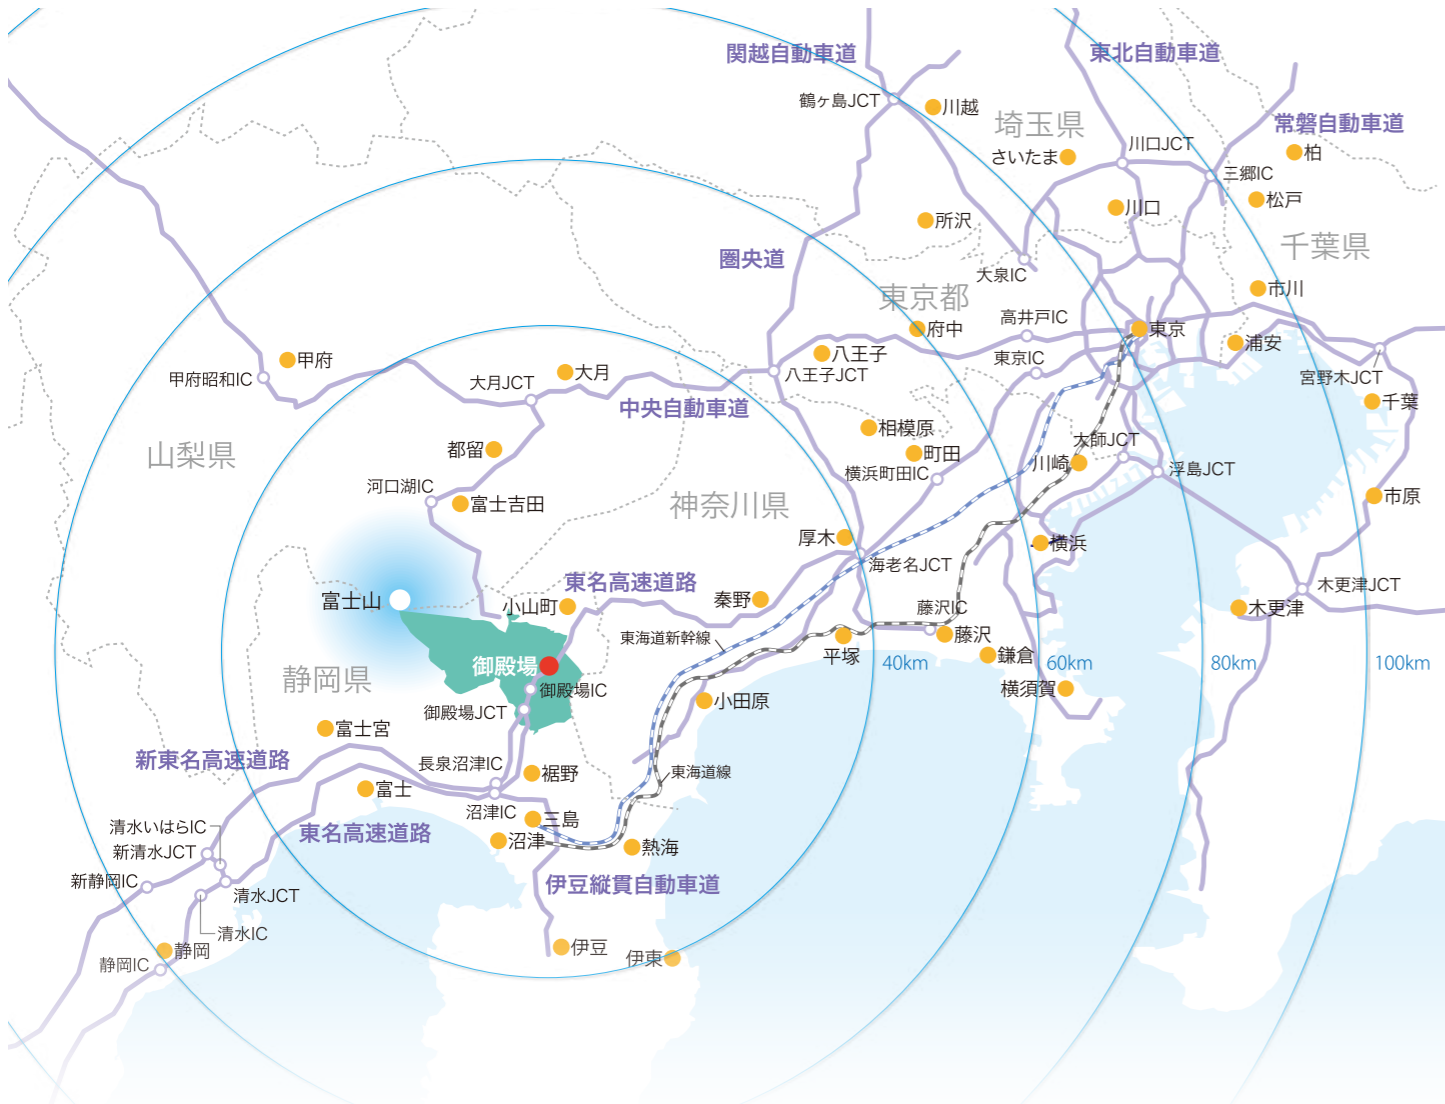 関越自動車道
東北自動車道
鶴ヶ島JCT
川越
埼玉県
常磐自動車道
川口JCT
さいたま
柏
三郷IC
松戸
川口
所沢
千葉県
圏央道
大泉IC
市川
東京都
高井戸IC
府中
東京
浦安
八王子
東京IC
甲府
大月
八王子JCT
宮野木JCT
甲府昭和IC
大月JCT
中央自動車道
千葉
相模原
大師JCT
都留
町田
山梨県
川崎
浮島JCT
横浜町田IC
河口湖IC
富士吉田
神奈川県
市原
厚木
横浜
海老名JCT
東名高速道路
木更津JCT
富士山
小山町
秦野
藤沢IC
木更津
東海道新幹線
藤沢
平塚
鎌倉
御殿場
40km
60km
80km
100km
静岡県
御殿場IC
横須賀
御殿場JCT
小田原
富士宮
新東名高速道路
長泉沼津IC
裾野
東海道線
富士
沼津IC
三島
清水いはらIC
東名高速道路
沼津
熱海
新清水JCT
新静岡IC
伊豆縦貫自動車道
清水JCT
清水IC
静岡
伊豆
伊東
静岡IC